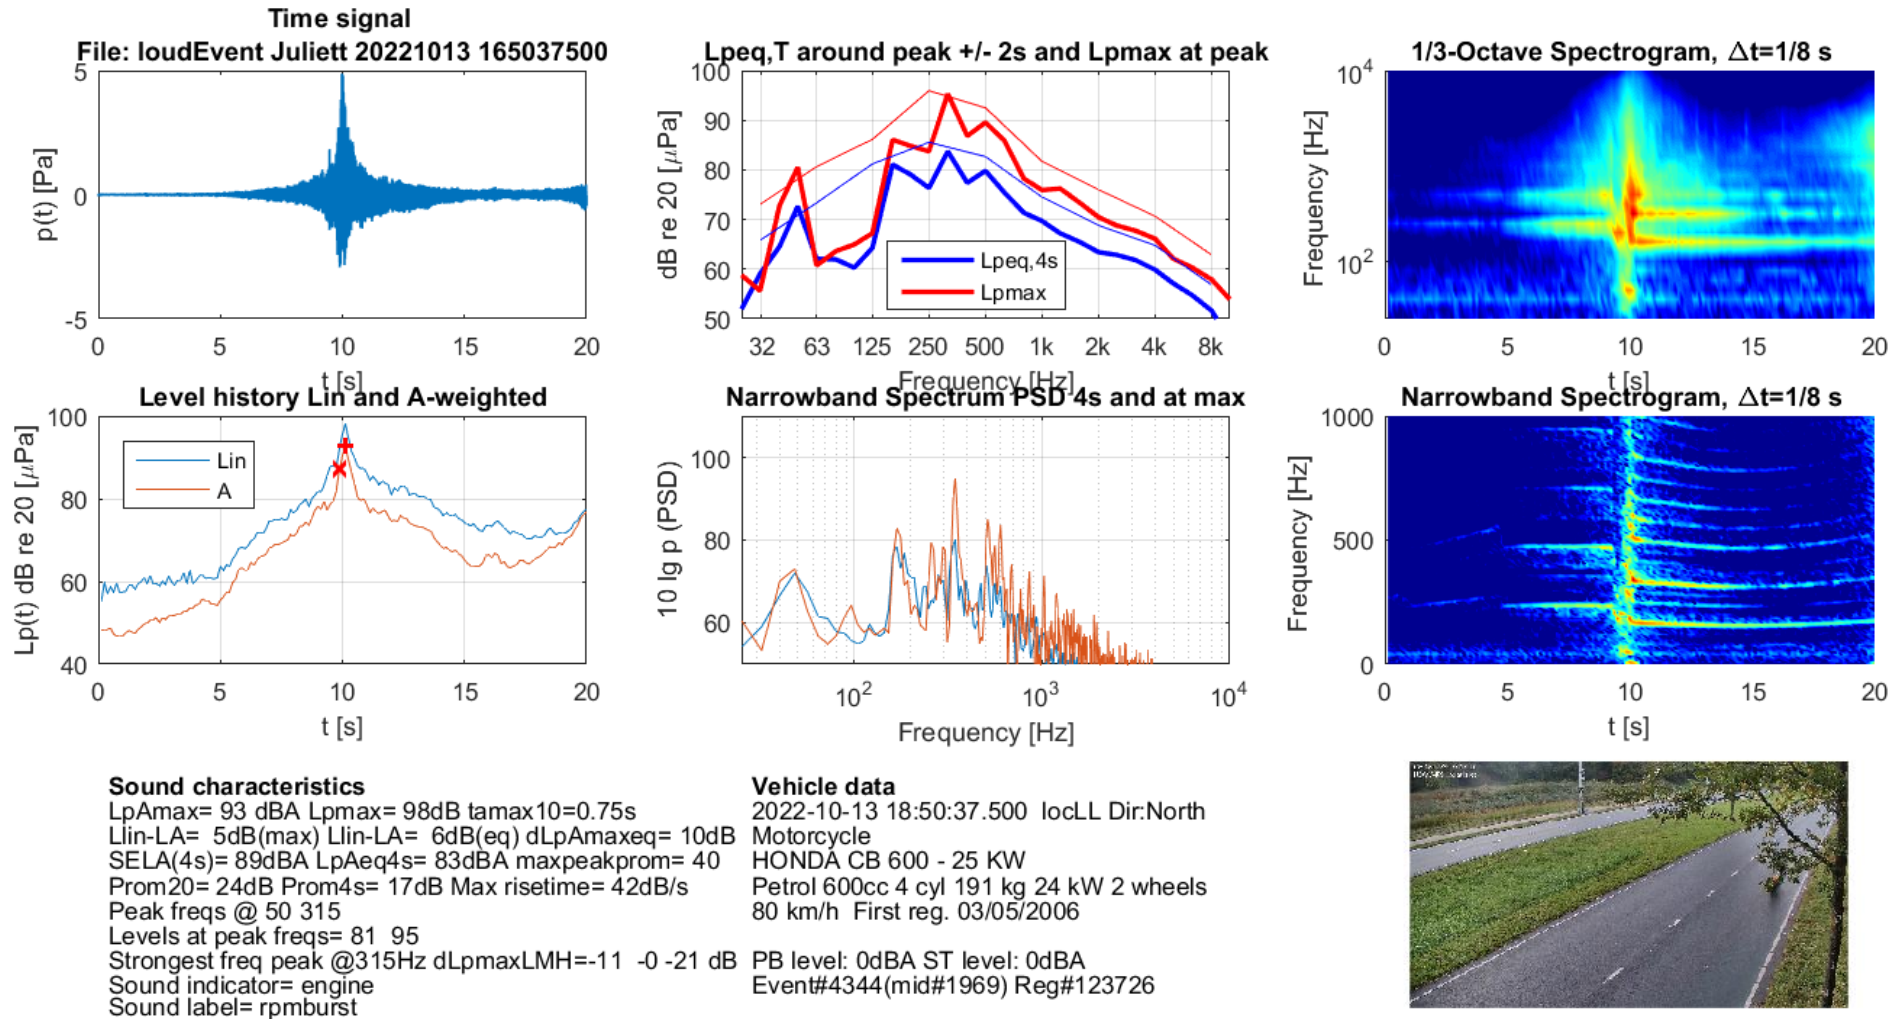 Time signal
File: loudEvent Juliett 20221013 165037500
5
0
-5
p(t) [Pa]
0 5 10 15 20
t [s]
Lpeq,T around peak +/- 2s and Lpmax at peak
100
90
80
70
60
50
dB re 20 [μPa]
Lpeq,4s
Lpmax
32 63 125 250 500 1k 2k 4k 8k
Frequency [Hz]
1/3-Octave Spectrogram, Δt=1/8 s
10^4
10^2
Frequency [Hz]
0 5 10 15 20
t [s]
Level history Lin and A-weighted
100
80
60
40
Lp(t) dB re 20 [μPa]
Lin
A
0 5 10 15 20
t [s]
Narrowband Spectrum PSD 4s and at max
100
80
60
10 lg p (PSD)
10^2 10^3 10^4
Frequency [Hz]
Narrowband Spectrogram, Δt=1/8 s
1000
500
0
Frequency [Hz]
0 5 10 15 20
t [s]
Sound characteristics
LpAmax= 93 dBA Lpmax= 98dB tamax10=0.75s
Llin-LA= 5dB(max) Llin-LA= 6dB(eq) dLpAmaxeq= 10dB
SELA(4s)= 89dBA LpAeq4s= 83dBA maxpeakprom= 40
Prom20= 24dB Prom4s= 17dB Max risetime= 42dB/s
Peak freqs @ 50 315
Levels at peak freqs= 81 95
Strongest freq peak @315Hz dLpmaxLMH=-11 -0 -21 dB
Sound indicator= engine
Sound label= rpmburst
Vehicle data
2022-10-13 18:50:37.500 locLL Dir:North
Motorcycle
HONDA CB 600 - 25 KW
Petrol 600cc 4 cyl 191 kg 24 kW 2 wheels
80 km/h First reg. 03/05/2006
PB level: 0dBA ST level: 0dBA
Event#4344(mid#1969) Reg#123726